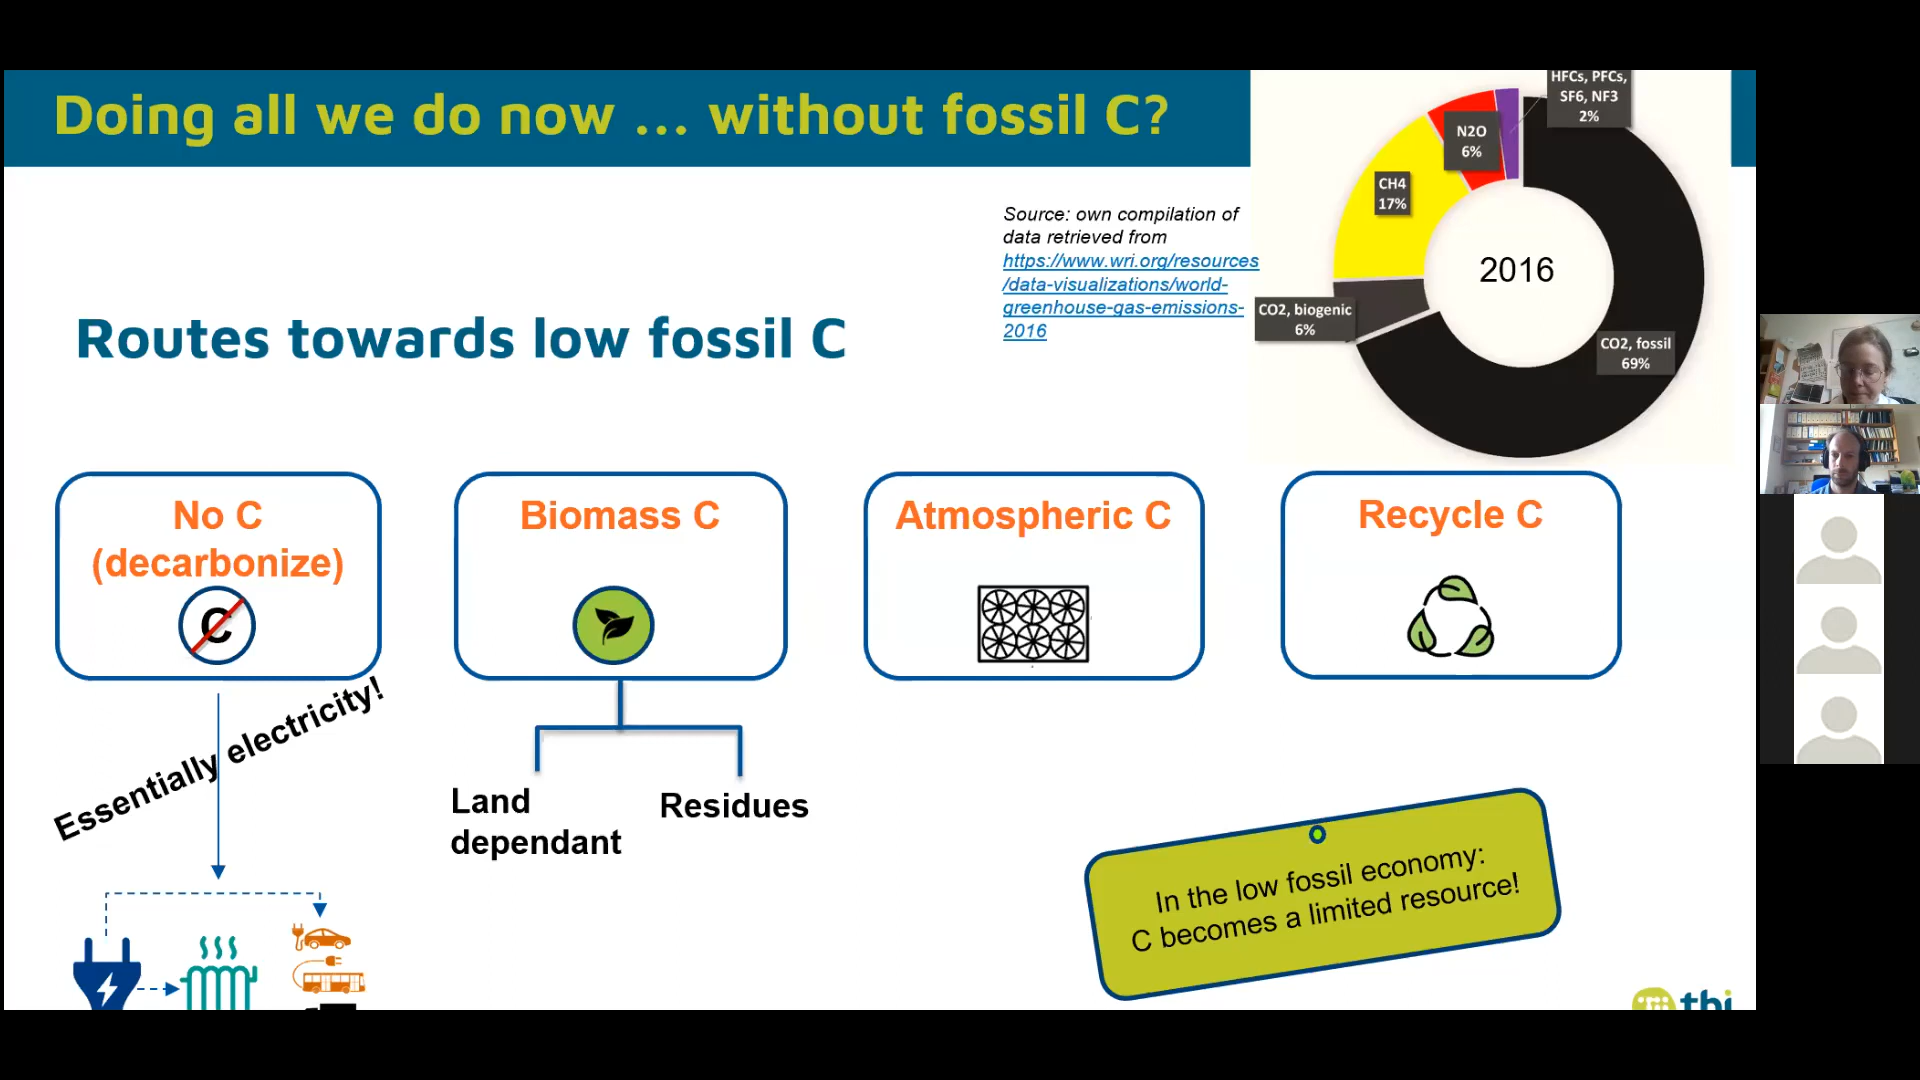 Doing all we do now ... without fossil C?
HFCs, PFCs,
SF6, NF3
2%
N2O
6%
CH4
17%
2016
CO2, biogenic
6%
CO2, fossil
69%
Source: own compilation of
data retrieved from
https://www.wri.org/resources
/data-visualizations/world-
greenhouse-gas-emissions-
2016
Routes towards low fossil C
No C
(decarbonize)
C
Biomass C
Atmospheric C
Recycle C
Essentially electricity!
Land
dependant
Residues
In the low fossil economy:
C becomes a limited resource!
tbi